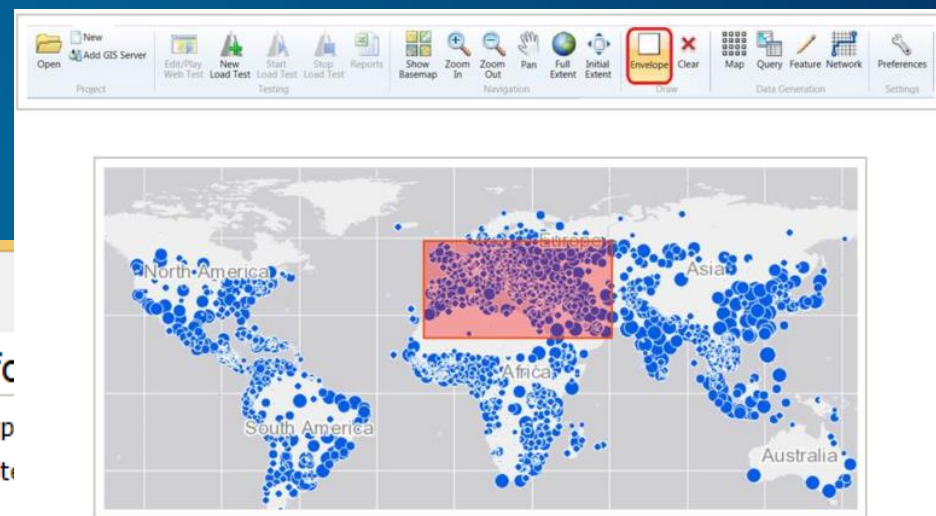 New
Open
Add GIS Server
Edit/Play Web Test
New Load Test
Start Load Test
Stop Load Test
Reports
Show Basemap
Zoom In
Zoom Out
Pan
Full Extent
Initial Extent
Envelope
Clear
Map
Query
Feature
Network
Preferences
Project
Testing
Navigation
Draw
Data Generation
Settings
North America
Europe
Asia
Africa
South America
Australia